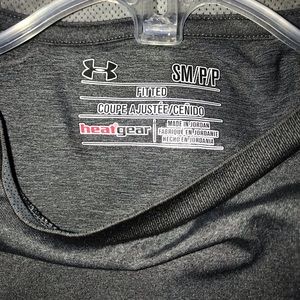 SM/P/P
FITTED
COUPE AJUSTÉE/CEÑIDO
heatgear
MADE IN JORDAN
FABRIQUÉ EN JORDANIE
HECHO EN JORDANIA